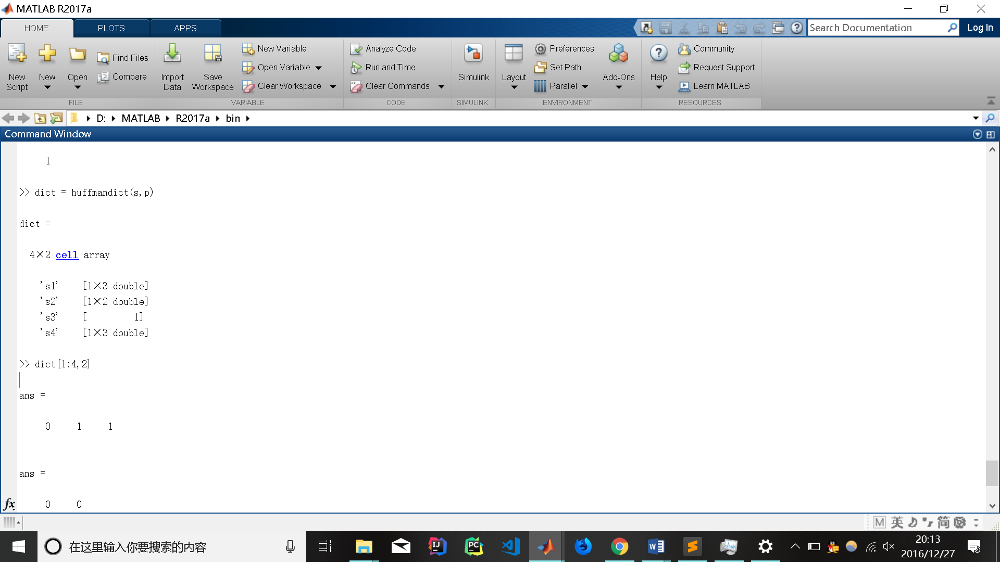 MATLAB R2017a
HOME PLOTS APPS
Search Documentation Log In
New Script New Open Find Files Compare
Import Data Save Workspace New Variable Open Variable Clear Workspace
Analyze Code Run and Time Clear Commands
Simulink Layout Preferences Set Path Parallel Add-Ons
Help Community Request Support Learn MATLAB
FILE VARIABLE CODE SIMULINK ENVIRONMENT RESOURCES
D: MATLAB R2017a bin
Command Window
1
>> dict = huffmandict(s,p)
dict =
4×2 cell array
's1' [1×3 double]
's2' [1×2 double]
's3' [ 1]
's4' [1×3 double]
>> dict{1:4,2}
ans =
0 1 1
ans =
fx 0 0
M 英 简
在这里输入你要搜索的内容
IJ PC W
20:13
2016/12/27